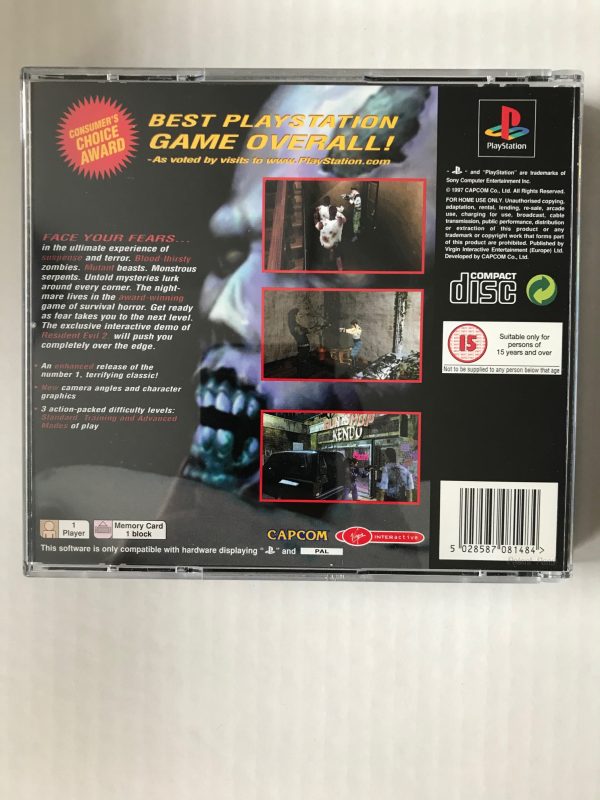 CONSUMER'S
CHOICE
AWARD
BEST PLAYSTATION
GAME OVERALL!
-As voted by visits to www.PlayStation.com
FACE YOUR FEARS...
in the ultimate experience of
suspense and terror. Blood thirsty
zombies. Mutant beasts. Monstrous
serpents. Untold mysteries lurk
around every corner. The night-
mare lives in the award-winning
game of survival horror. Get ready
as fear takes you to the next level.
The exclusive interactive demo of
Resident Evil 2 will push you
completely over the edge.
• An enhanced release of the
number 1, terrifying classic!
• New camera angles and character
graphics
• 3 action-packed difficulty levels:
Standard, Training and Advanced
Modes of play
KENDO
1
Player
Memory Card
1 block
CAPCOM
Virgin INTERactive
This software is only compatible with hardware displaying " " and PAL
PlayStation
" " and "PlayStation" are trademarks of
Sony Computer Entertainment Inc.
© 1997 CAPCOM Co., Ltd. All Rights Reserved.
FOR HOME USE ONLY. Unauthorised copying,
adaptation, rental, lending, re-sale, arcade
use, charging for use, broadcast, cable
transmission, public performance, distribution
or extraction of this product or any
trademark or copyright work that forms part
of this product are prohibited. Published by
Virgin Interactive Entertainment (Europe) Ltd.
Developed by CAPCOM Co., Ltd.
COMPACT
disc
15
Suitable only for
persons of
15 years and over
Not to be supplied to any person below that age
5 028587 081484 >